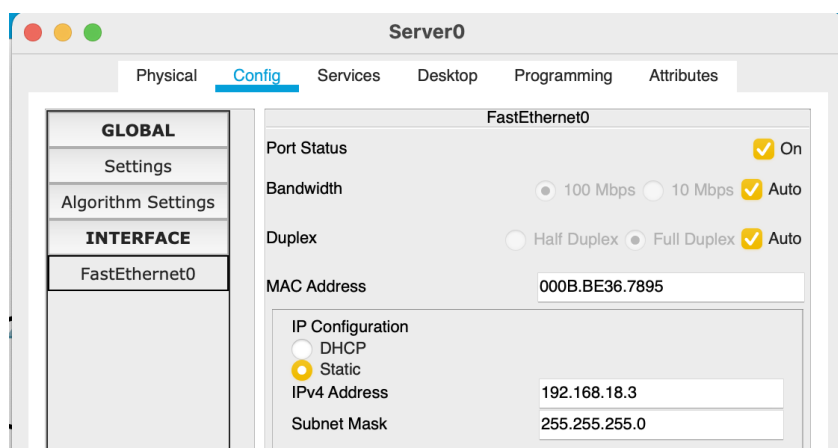 Server0
Physical Config Services Desktop Programming Attributes
GLOBAL
Settings
Algorithm Settings
INTERFACE
FastEthernet0
FastEthernet0
Port Status On
Bandwidth 100 Mbps 10 Mbps Auto
Duplex Half Duplex Full Duplex Auto
MAC Address 000B.BE36.7895
IP Configuration
DHCP
Static
IPv4 Address 192.168.18.3
Subnet Mask 255.255.255.0